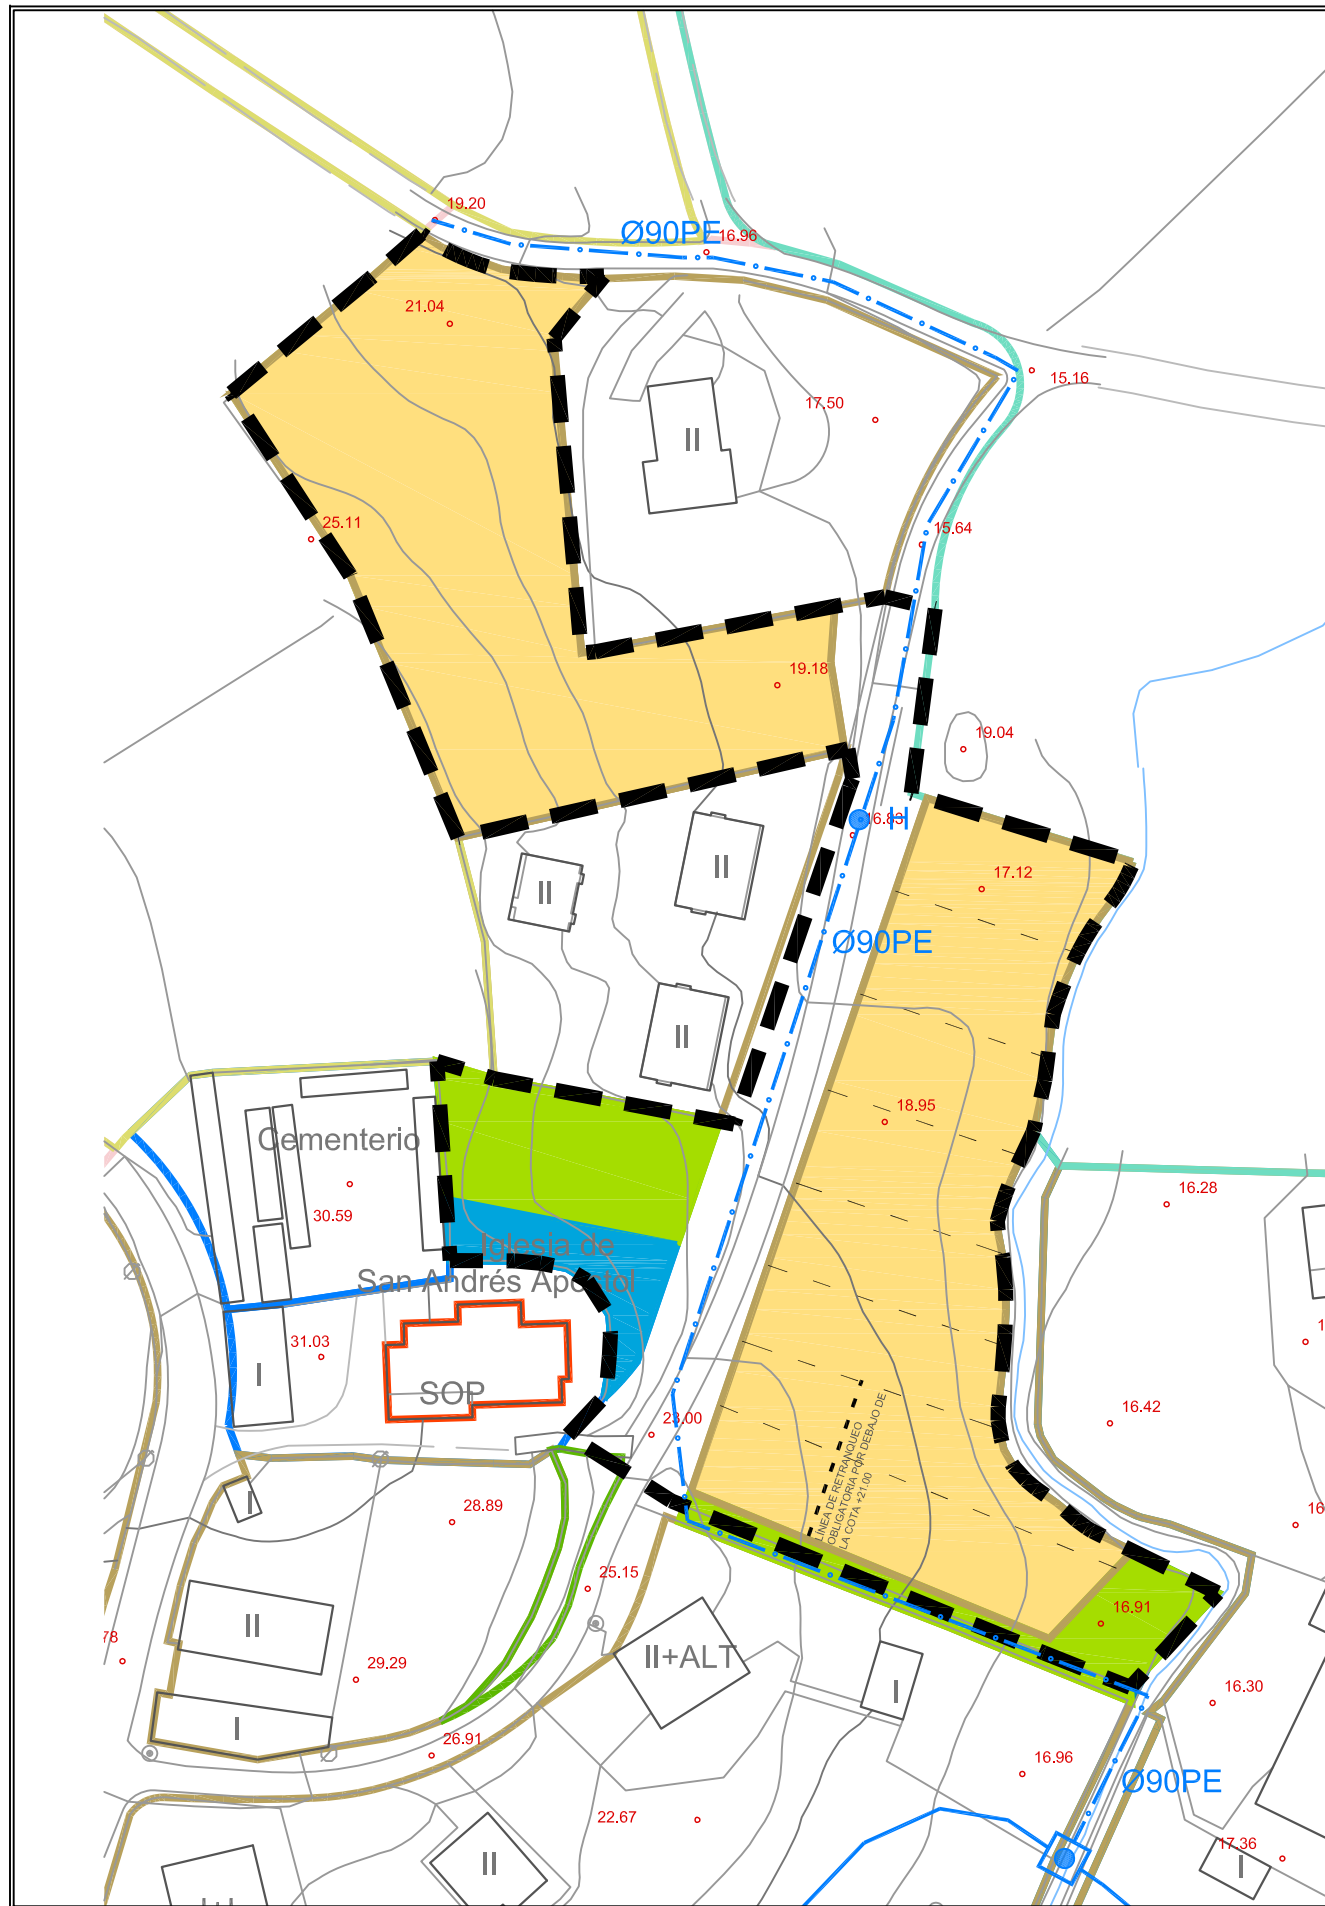 19.20
Ø90PE
16.96
21.04
15.16
17.50
II
25.11
15.64
19.18
19.04
16.83
H
17.12
II
II
Ø90PE
II
18.95
Cementerio
16.28
30.59
Iglesia de
San Andrés Apostol
31.03
I
SOP
23.00
16.42
LINEA DE RETRANQUEO
OBLIGATORIA POR DEBAJO DE
LA COTA +21.00
I
28.89
25.15
16.91
II
II+ALT
29.29
I
16.30
I
26.91
16.96
Ø90PE
22.67
17.36
II
I